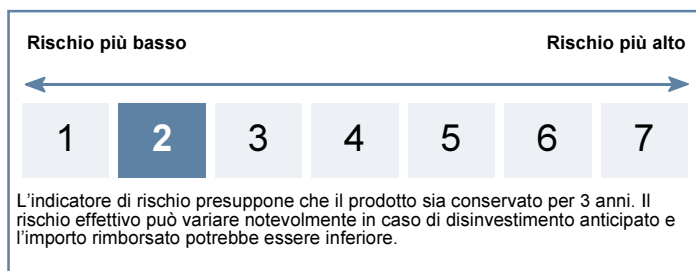 Rischio più basso Rischio più alto
1 2 3 4 5 6 7
L'indicatore di rischio presuppone che il prodotto sia conservato per 3 anni. Il
rischio effettivo può variare notevolmente in caso di disinvestimento anticipato e
l'importo rimborsato potrebbe essere inferiore.